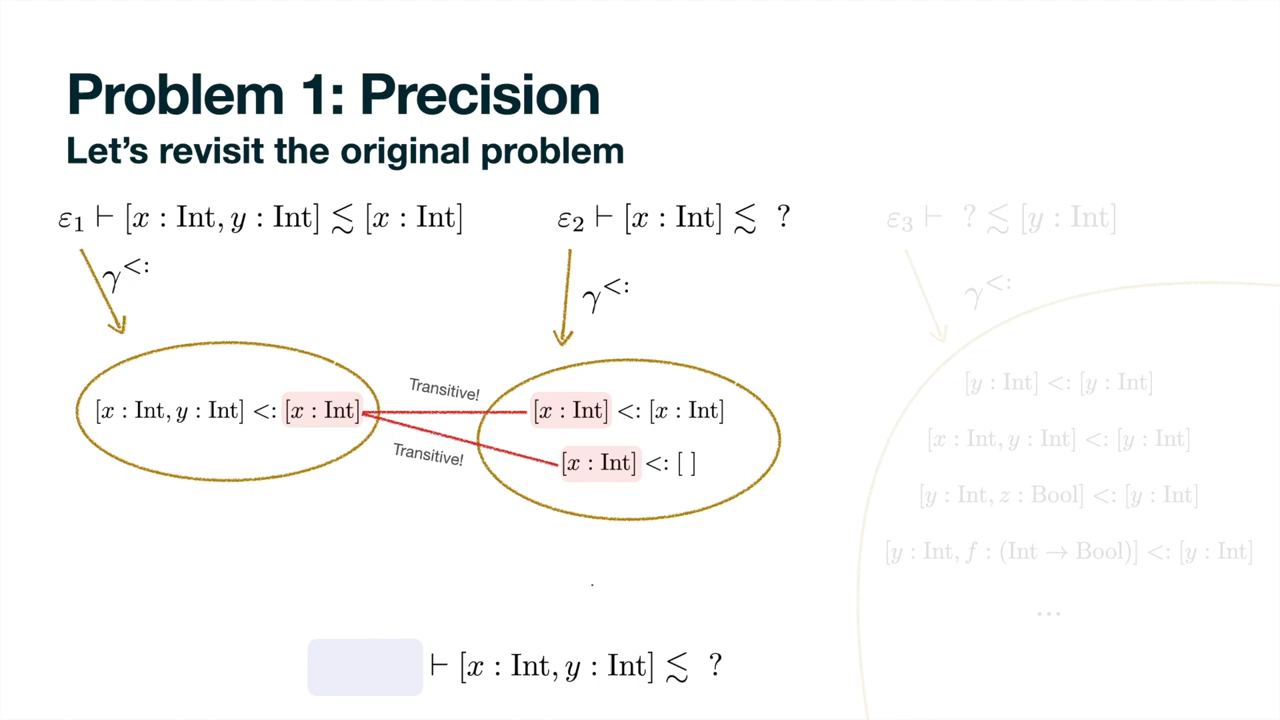 Problem 1: Precision
Let's revisit the original problem
ε₁ ⊢ [x : Int, y : Int] ≲ [x : Int]
ε₂ ⊢ [x : Int] ≲ ?
ε₃ ⊢ ? ≲ [y : Int]
γ^<:
γ^<:
γ^<:
[x : Int, y : Int] <: [x : Int]
Transitive!
Transitive!
[x : Int] <: [x : Int]
[x : Int] <: [ ]
[y : Int] <: [y : Int]
[x : Int, y : Int] <: [y : Int]
[y : Int, z : Bool] <: [y : Int]
[y : Int, f : (Int → Bool)] <: [y : Int]
...
⊢ [x : Int, y : Int] ≲ ?